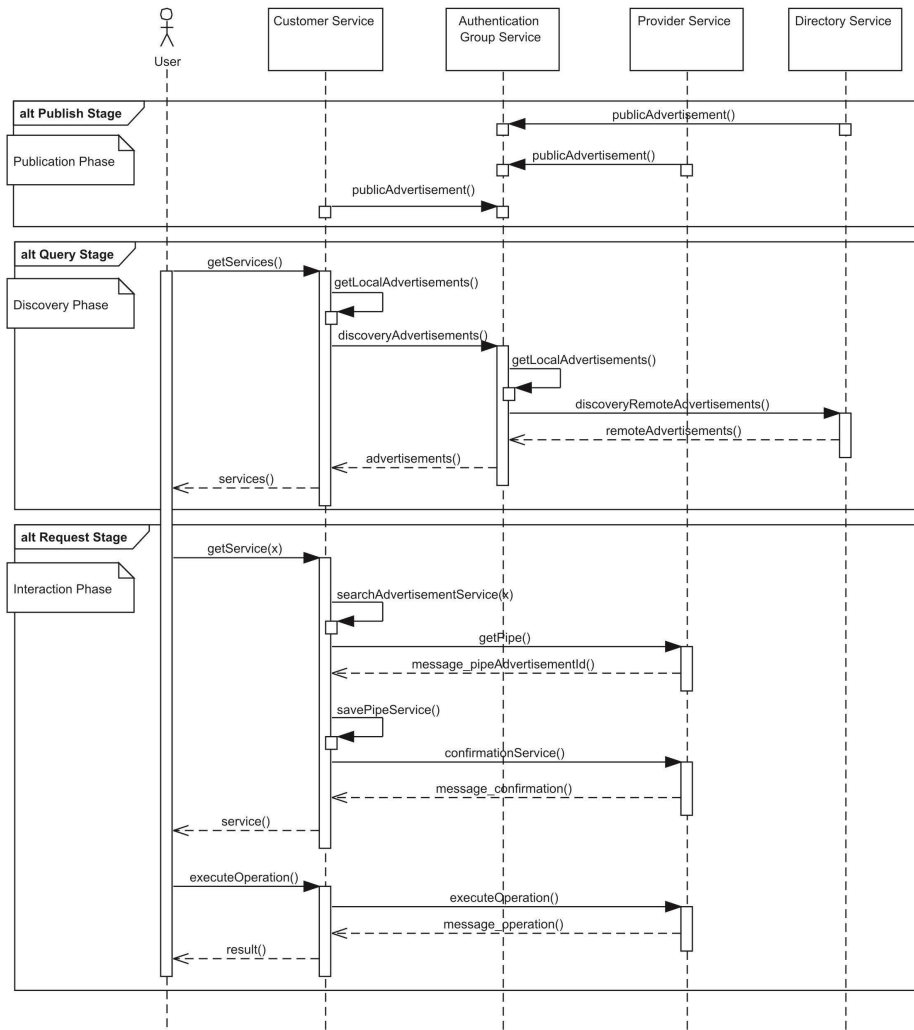 User
Customer Service
Authentication
Group Service
Provider Service
Directory Service
alt Publish Stage
publicAdvertisement()
Publication Phase
publicAdvertisement()
publicAdvertisement()
alt Query Stage
getServices()
Discovery Phase
getLocalAdvertisements()
discoveryAdvertisements()
getLocalAdvertisements()
discoveryRemoteAdvertisements()
remoteAdvertisements()
advertisements()
services()
alt Request Stage
getService(x)
Interaction Phase
searchAdvertisementService(x)
getPipe()
message_pipeAdvertisementId()
savePipeService()
confirmationService()
message_confirmation()
service()
executeOperation()
executeOperation()
message_operation()
result()